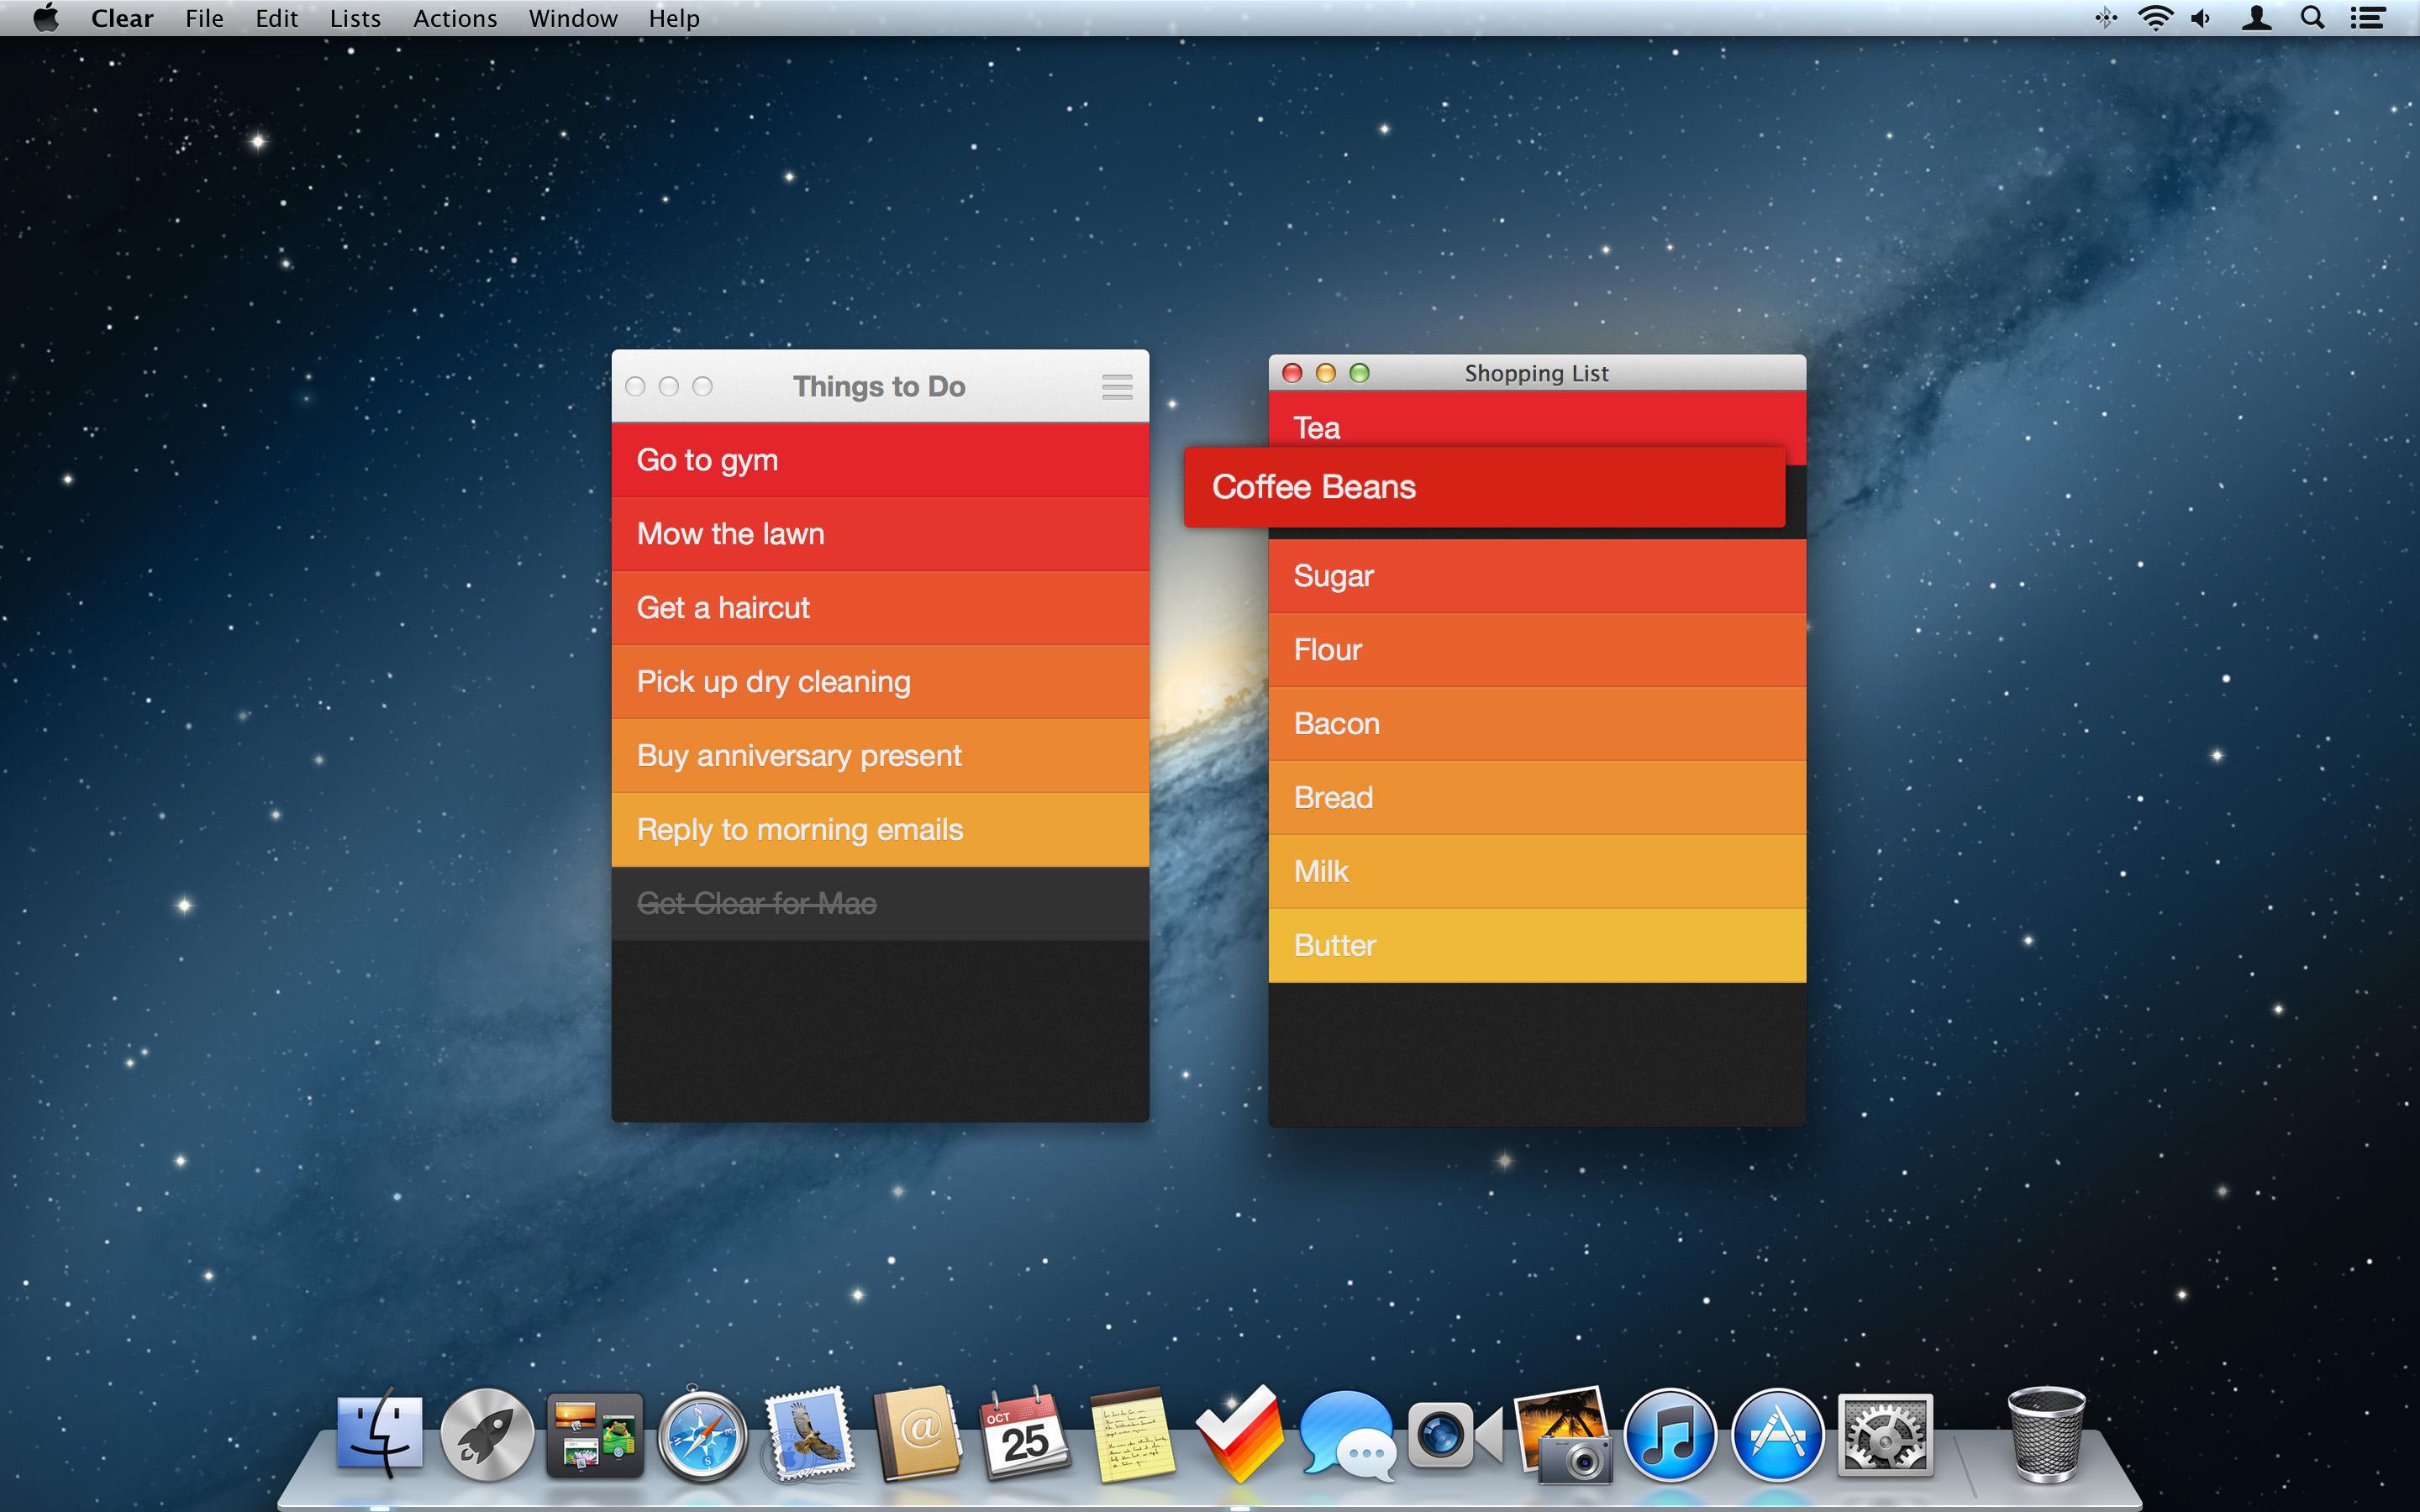 Clear File Edit Lists Actions Window Help
Things to Do
Go to gym
Mow the lawn
Get a haircut
Pick up dry cleaning
Buy anniversary present
Reply to morning emails
Get Clear for Mac
Shopping List
Tea
Coffee Beans
Sugar
Flour
Bacon
Bread
Milk
Butter
@
OCT
25